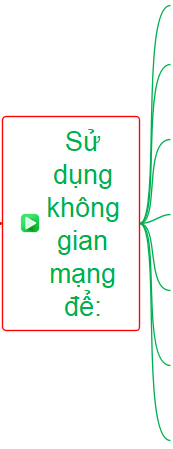 Sử
dụng
không
gian
mạng
để: